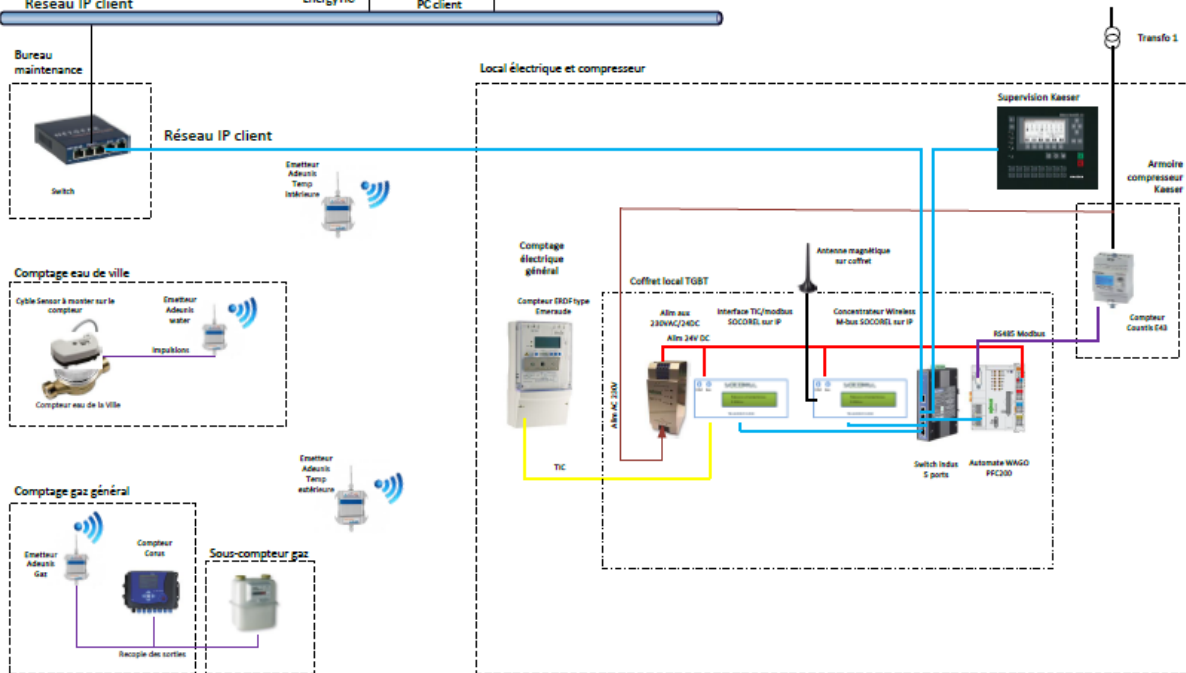 Réseau IP client
EnergyRC
PC client
Transfo 1
Bureau
maintenance
Local électrique et compresseur
Supervision Kaeser
Réseau IP client
Emetteur
Adeunis
Temp
Intérieure
Switch
Armoire
compresseur
Kaeser
Comptage
électrique
général
Antenne magnétique
sur coffret
Comptage eau de ville
Coffret local TGBT
Cyble Sensor à monter sur le
compteur
Emetteur
Adeunis
water
Compteur ERDF type
Emeraude
Alim aux
230VAC/24DC
Alim 24V DC
Interface TIC/modbus
SOCOREL sur IP
Concentrateur Wireless
M-bus SOCOREL sur IP
RS485 Modbus
Compteur
Countis E43
Impulsions
Compteur eau de la Ville
Alim AC 230V
Emetteur
Adeunis
Temp
extérieure
TIC
Switch Indus
5 ports
Automate WAGO
PFC200
Comptage gaz général
Emetteur
Adeunis
Gaz
Compteur
Corus
Sous-compteur gaz
Recopie des sorties